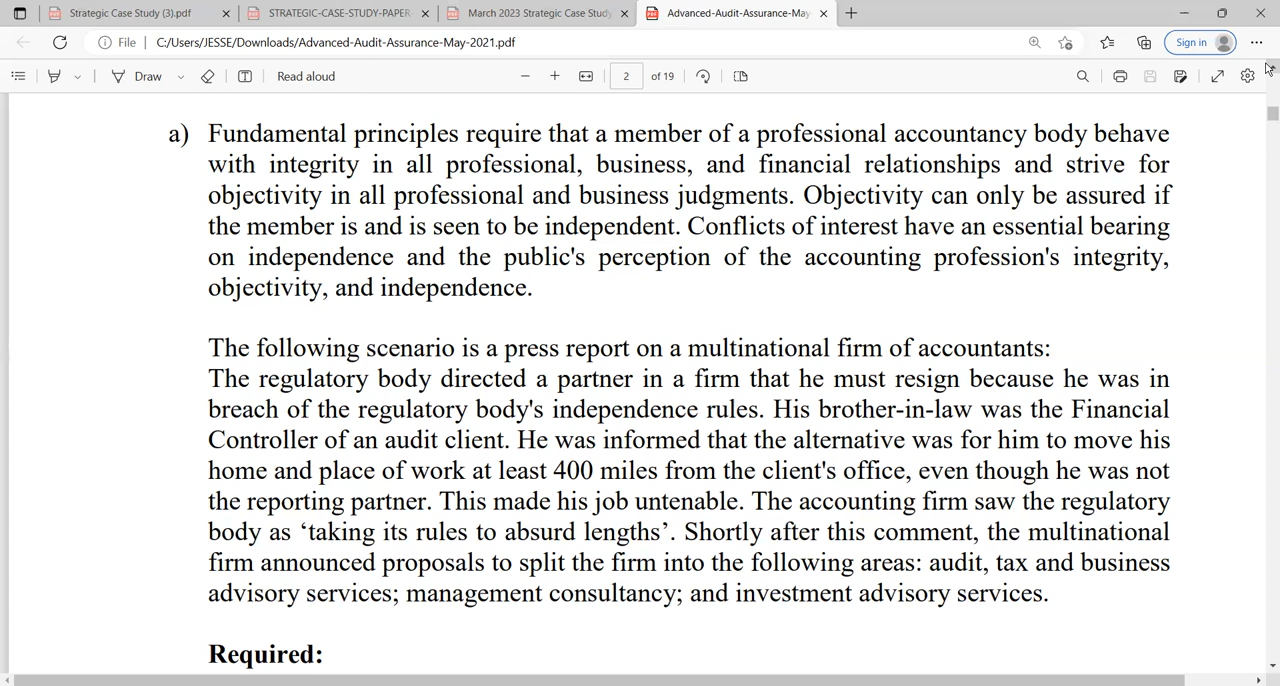 Strategic Case Study (3).pdf
STRATEGIC-CASE-STUDY-PAPER
March 2023 Strategic Case Study
Advanced-Audit-Assurance-May
File C:/Users/JESSE/Downloads/Advanced-Audit-Assurance-May-2021.pdf
Sign in
Draw
Read aloud
2 of 19
a) Fundamental principles require that a member of a professional accountancy body behave
with integrity in all professional, business, and financial relationships and strive for
objectivity in all professional and business judgments. Objectivity can only be assured if
the member is and is seen to be independent. Conflicts of interest have an essential bearing
on independence and the public's perception of the accounting profession's integrity,
objectivity, and independence.
The following scenario is a press report on a multinational firm of accountants:
The regulatory body directed a partner in a firm that he must resign because he was in
breach of the regulatory body's independence rules. His brother-in-law was the Financial
Controller of an audit client. He was informed that the alternative was for him to move his
home and place of work at least 400 miles from the client's office, even though he was not
the reporting partner. This made his job untenable. The accounting firm saw the regulatory
body as ‘taking its rules to absurd lengths’. Shortly after this comment, the multinational
firm announced proposals to split the firm into the following areas: audit, tax and business
advisory services; management consultancy; and investment advisory services.
Required: